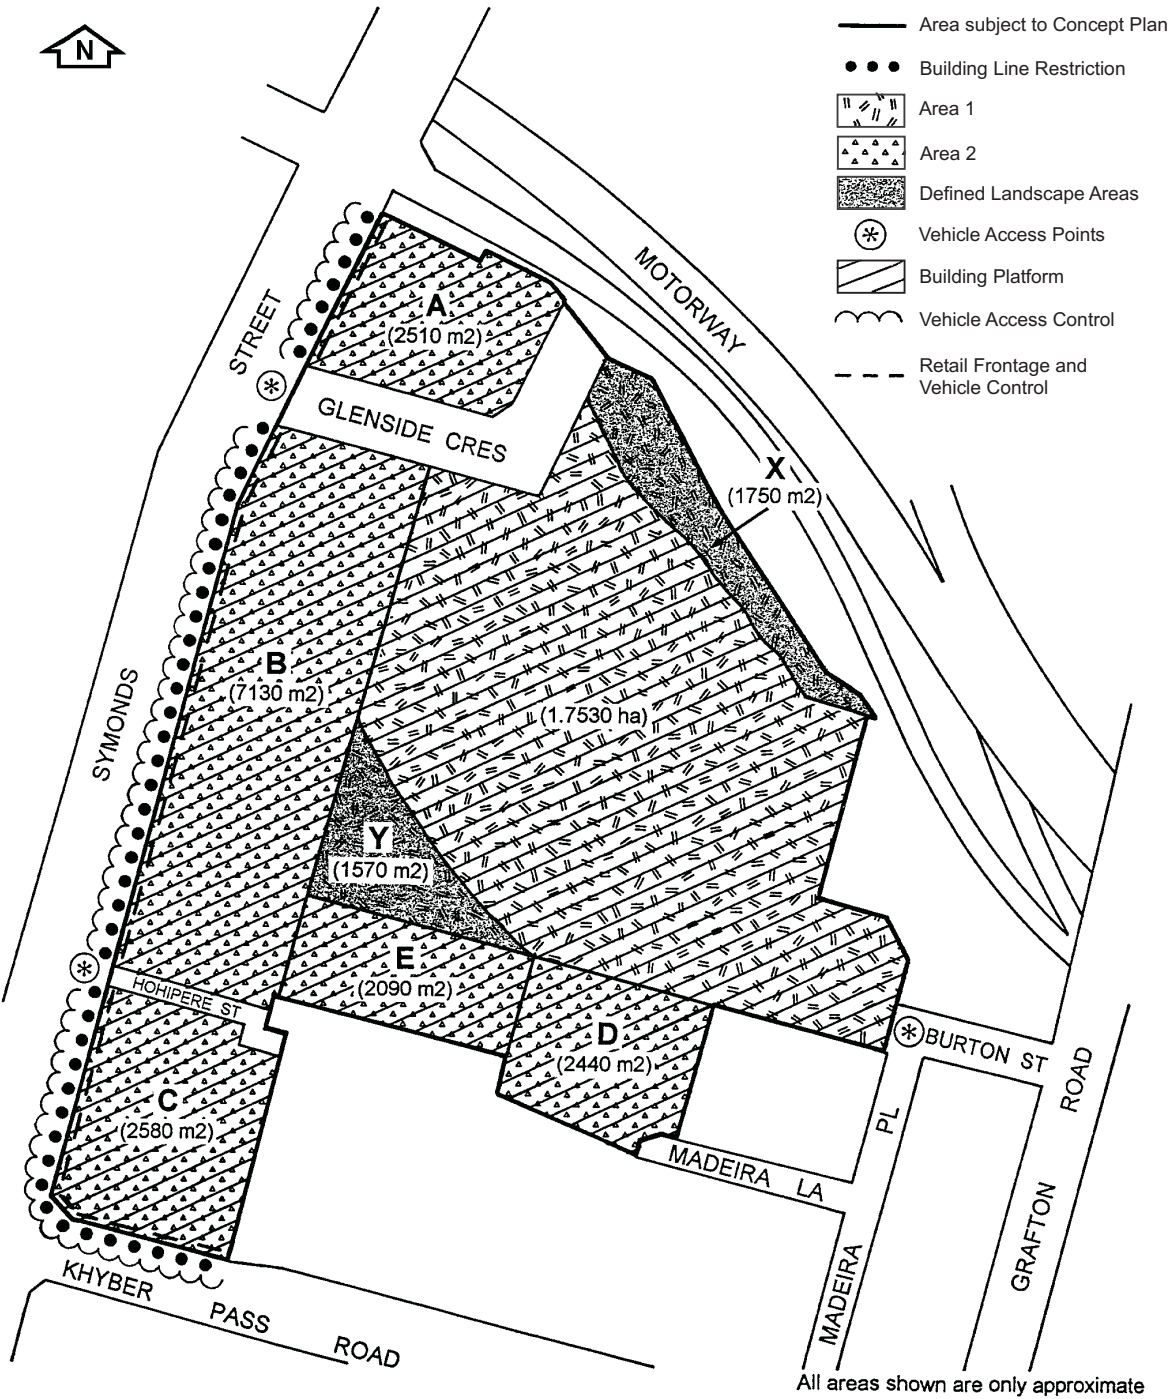 N
Area subject to Concept Plan
Building Line Restriction
Area 1
Area 2
Defined Landscape Areas
Vehicle Access Points
Building Platform
Vehicle Access Control
Retail Frontage and
Vehicle Control
MOTORWAY
STREET
A
(2510 m2)
GLENSIDE CRES
X
(1750 m2)
B
(7130 m2)
(1.7530 ha)
SYMONDS
Y
(1570 m2)
E
(2090 m2)
HOHIPERE ST
D
(2440 m2)
BURTON ST
ROAD
C
(2580 m2)
PL
MADEIRA LA
GRAFTON
MADEIRA
KHYBER PASS ROAD
All areas shown are only approximate